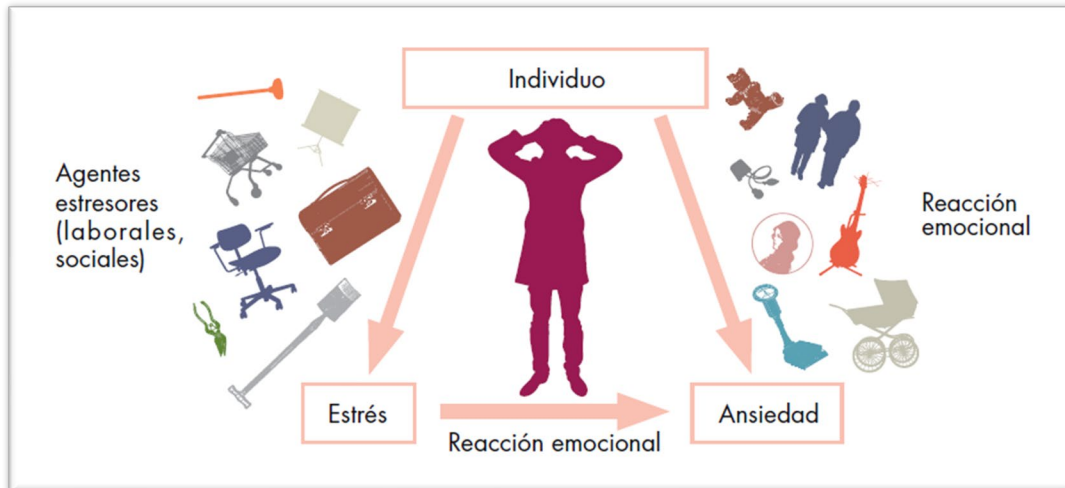 Individuo
Agentes
estresores
(laborales,
sociales)
Reacción
emocional
Estrés
Reacción emocional
Ansiedad